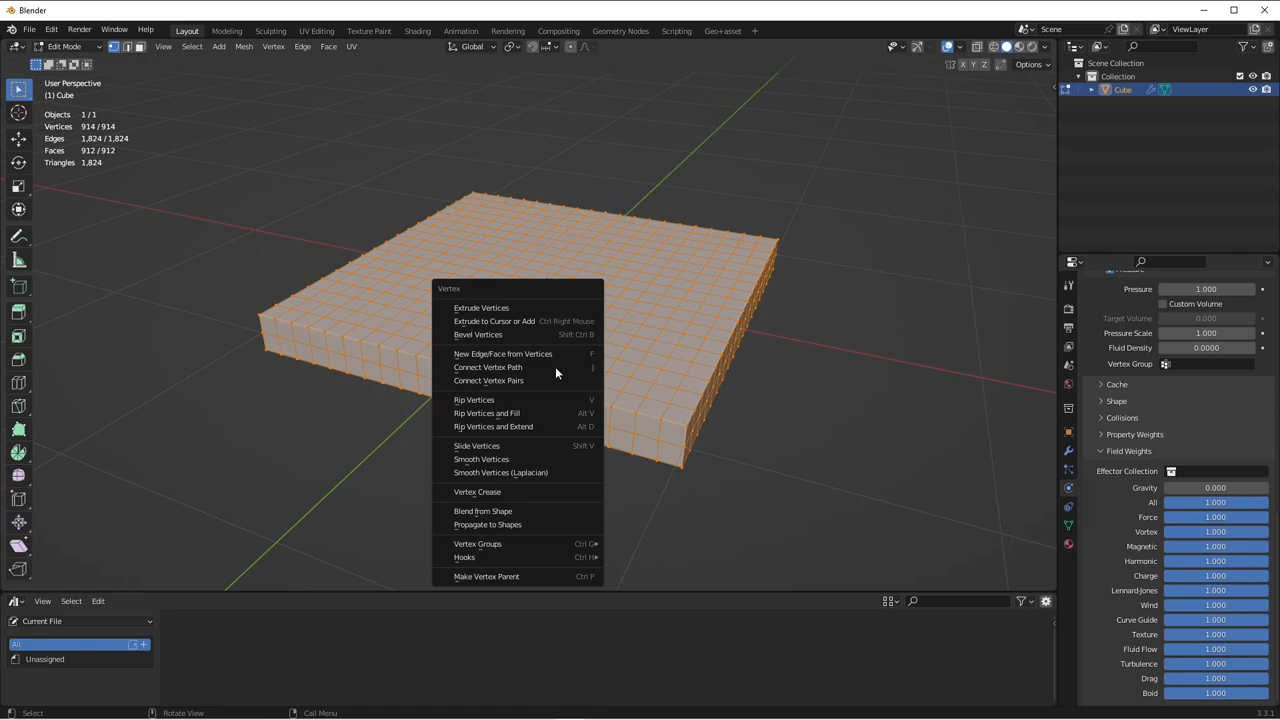 Blender
File Edit Render Window Help Layout Modeling Sculpting UV Editing Texture Paint Shading Animation Rendering Compositing Geometry Nodes Scripting Geo+asset + Scene ViewLayer
Edit Mode View Select Add Mesh Vertex Edge Face UV Global
X Y Z Options
User Perspective
(1) Cube
Objects 1/1
Vertices 914/914
Edges 1,824/1,824
Faces 912/912
Triangles 1,824
Vertex
Extrude Vertices
Extrude to Cursor or Add Ctrl Right Mouse
Bevel Vertices Shift Ctrl B
New Edge/Face from Vertices F
Connect Vertex Path J
Connect Vertex Pairs
Rip Vertices V
Rip Vertices and Fill Alt V
Rip Vertices and Extend Alt D
Slide Vertices Shift V
Smooth Vertices
Smooth Vertices (Laplacian)
Vertex Crease
Blend from Shape
Propagate to Shapes
Vertex Groups Ctrl G
Hooks Ctrl H
Make Vertex Parent Ctrl P
Scene Collection
Collection
Cube
Pressure 1.000
Custom Volume
Target Volume 0.000
Pressure Scale 1.000
Fluid Density 0.0000
Vertex Group
Cache
Shape
Collisions
Property Weights
Field Weights
Effector Collection
Gravity 0.000
All 1.000
Force 1.000
Vortex 1.000
Magnetic 1.000
Harmonic 1.000
Charge 1.000
Lennard-Jones 1.000
Wind 1.000
Curve Guide 1.000
Texture 1.000
Fluid Flow 1.000
Turbulence 1.000
Drag 1.000
Boid 1.000
View Select Edit
Current File
All
Unassigned
Select Rotate View Call Menu 3.3.1